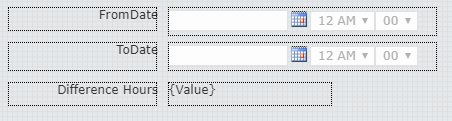 FromDate 12 AM 00
ToDate 12 AM 00
Difference Hours {Value}